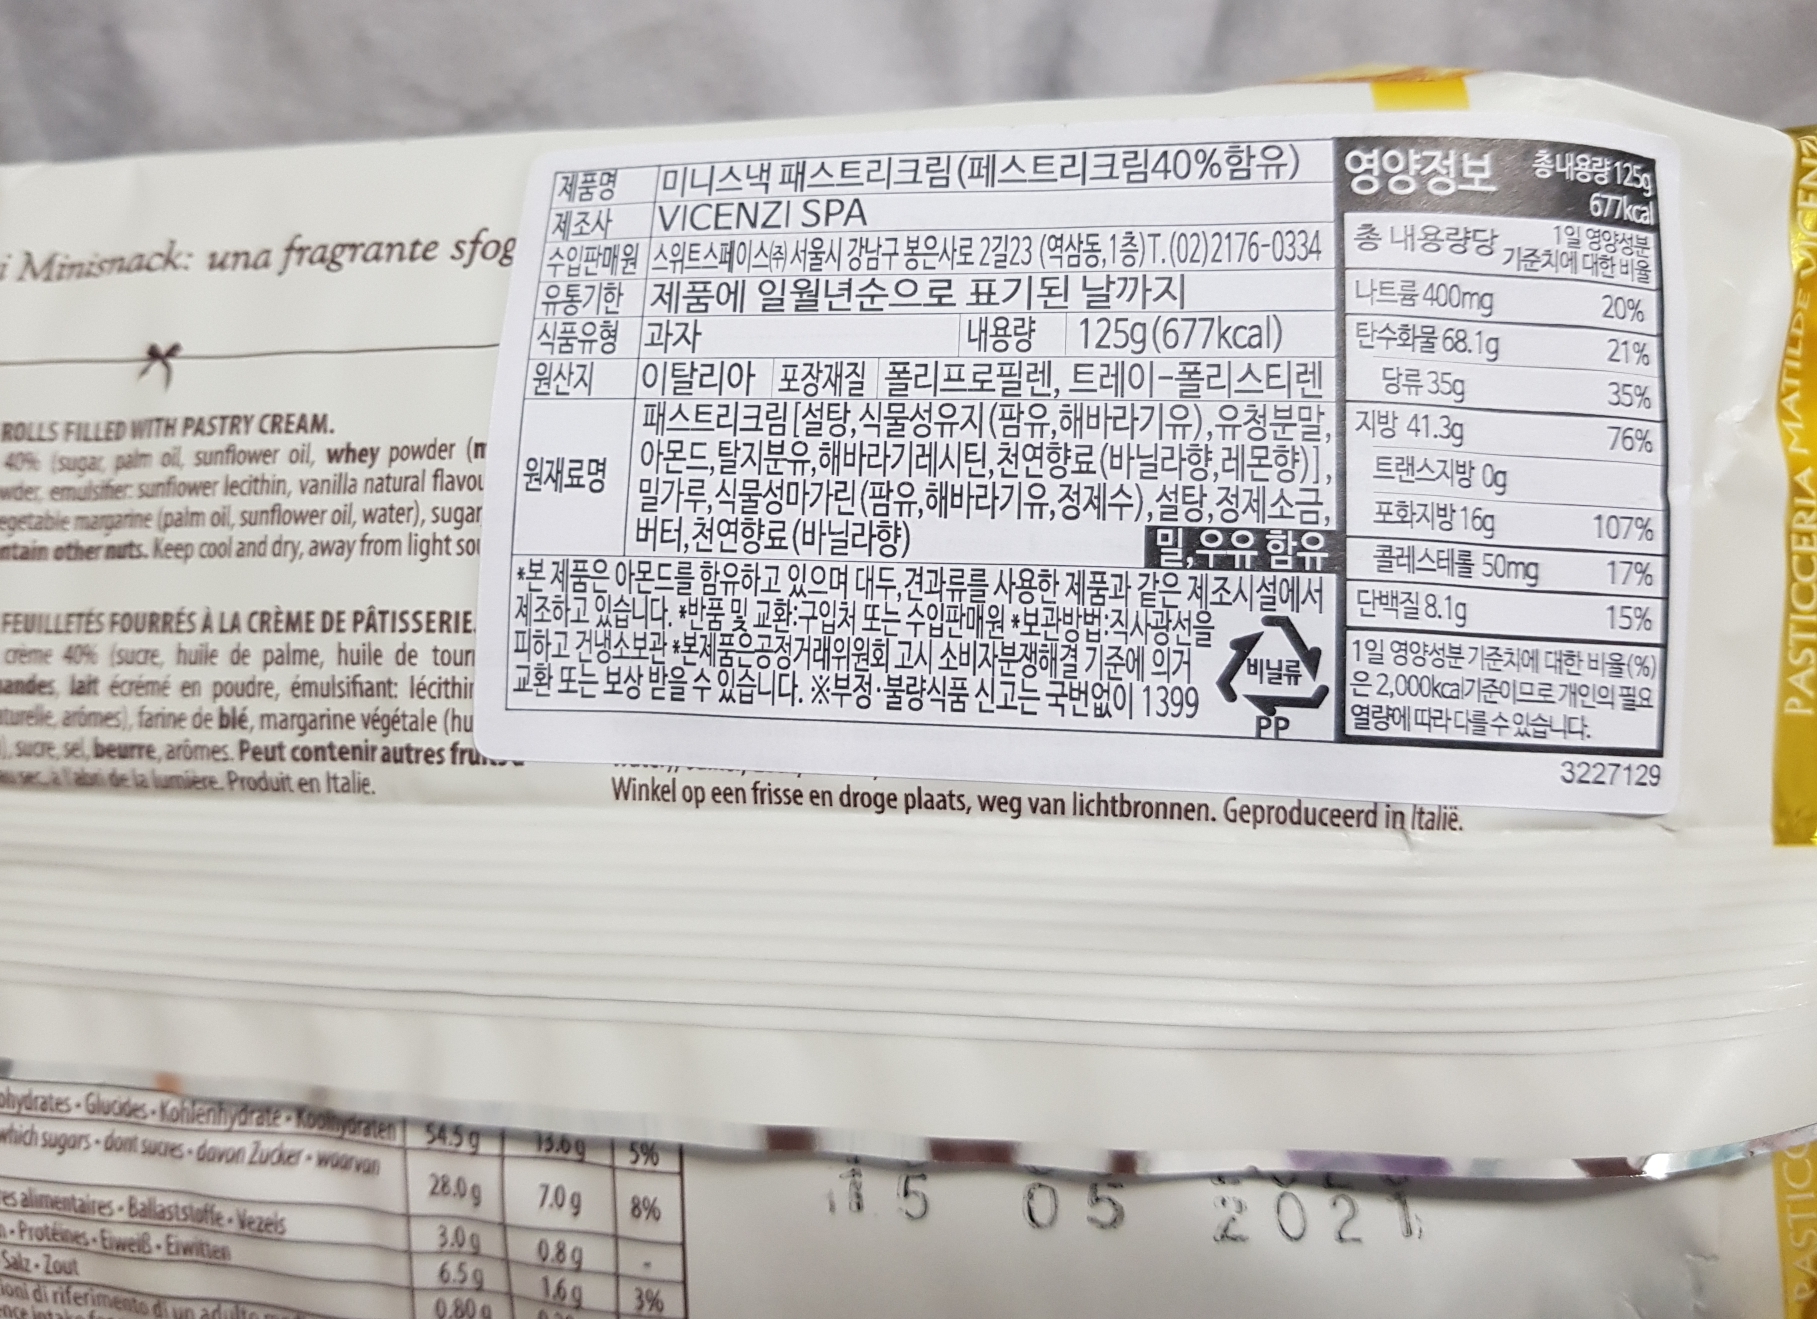 i Minisnack: una fragrante sfog
ROLLS FILLED WITH PASTRY CREAM.
40% (sugar, palm oil, sunflower oil, whey powder (m
wder, emulsifier: sunflower lecithin, vanilla natural flavou
egetable margarine (palm oil, sunflower oil, water), sugar
ntain other nuts. Keep cool and dry, away from light sou
FEUILLETÉS FOURRÉS À LA CRÈME DE PÂTISSERIE.
crème 40% (sucre, huile de palme, huile de tourn
andes, lait écrémé en poudre, émulsifiant: lécithin
turelle, arômes), farine de blé, margarine végétale (hu
), sucre, sel, beurre, arômes. Peut contenir autres frui
au sec, à l'abri de la lumière. Produit en Italie.
제품명 미니스낵 패스트리크림(페스트리크림40%함유)
제조사 VICENZI SPA
수입판매원 스위트스페이스(주) 서울시 강남구 봉은사로 2길23 (역삼동,1층)T.(02)2176-0334
유통기한 제품에 일월년순으로 표기된 날까지
식품유형 과자 내용량 125g(677kcal)
원산지 이탈리아 포장재질 폴리프로필렌, 트레이-폴리스티렌
원재료명 패스트리크림[설탕,식물성유지(팜유,해바라기유),유청분말,
아몬드,탈지분유,해바라기레시틴,천연향료(바닐라향,레몬향)],
밀가루,식물성마가린(팜유,해바라기유,정제수),설탕,정제소금,
버터,천연향료(바닐라향) 밀,우유 함유
*본 제품은 아몬드를 함유하고 있으며 대두,견과류를 사용한 제품과 같은 제조시설에서
제조하고 있습니다. *반품 및 교환:구입처 또는 수입판매원 *보관방법:직사광선을
피하고 건냉소보관 *본제품은공정거래위원회 고시 소비자분쟁해결 기준에 의거
교환 또는 보상 받을 수 있습니다. ※부정·불량식품 신고는 국번없이 1399
비닐류
PP
영양정보 총내용량 125g
677kcal
총 내용량당 1일 영양성분
기준치에 대한 비율
나트륨 400mg 20%
탄수화물 68.1g 21%
당류 35g 35%
지방 41.3g 76%
트랜스지방 0g
포화지방 16g 107%
콜레스테롤 50mg 17%
단백질 8.1g 15%
1일 영양성분 기준치에 대한 비율(%)
은 2,000kcal기준이므로 개인의 필요
열량에 따라 다를 수 있습니다.
3227129
Winkel op een frisse en droge plaats, weg van lichtbronnen. Geproduceerd in Italië.
PASTICCERIA MATILDE VICENZI
ohydrates - Glucides - Kohlenhydrate - Koolhydraten 54.5 g 13.6 g 5%
which sugars - dont sucres - davon Zucker - waarvan
28.0 g 7.0 g 8%
es alimentaires - Ballaststoffe - Vezels 3.0 g 0.8 g -
n - Protéines - Eiweiß - Eiwitten 6.5 g 1.6 g 3%
Salz - Zout 0.80 g
ioni di riferimento di un adulto
15 05 2021
PASTICC